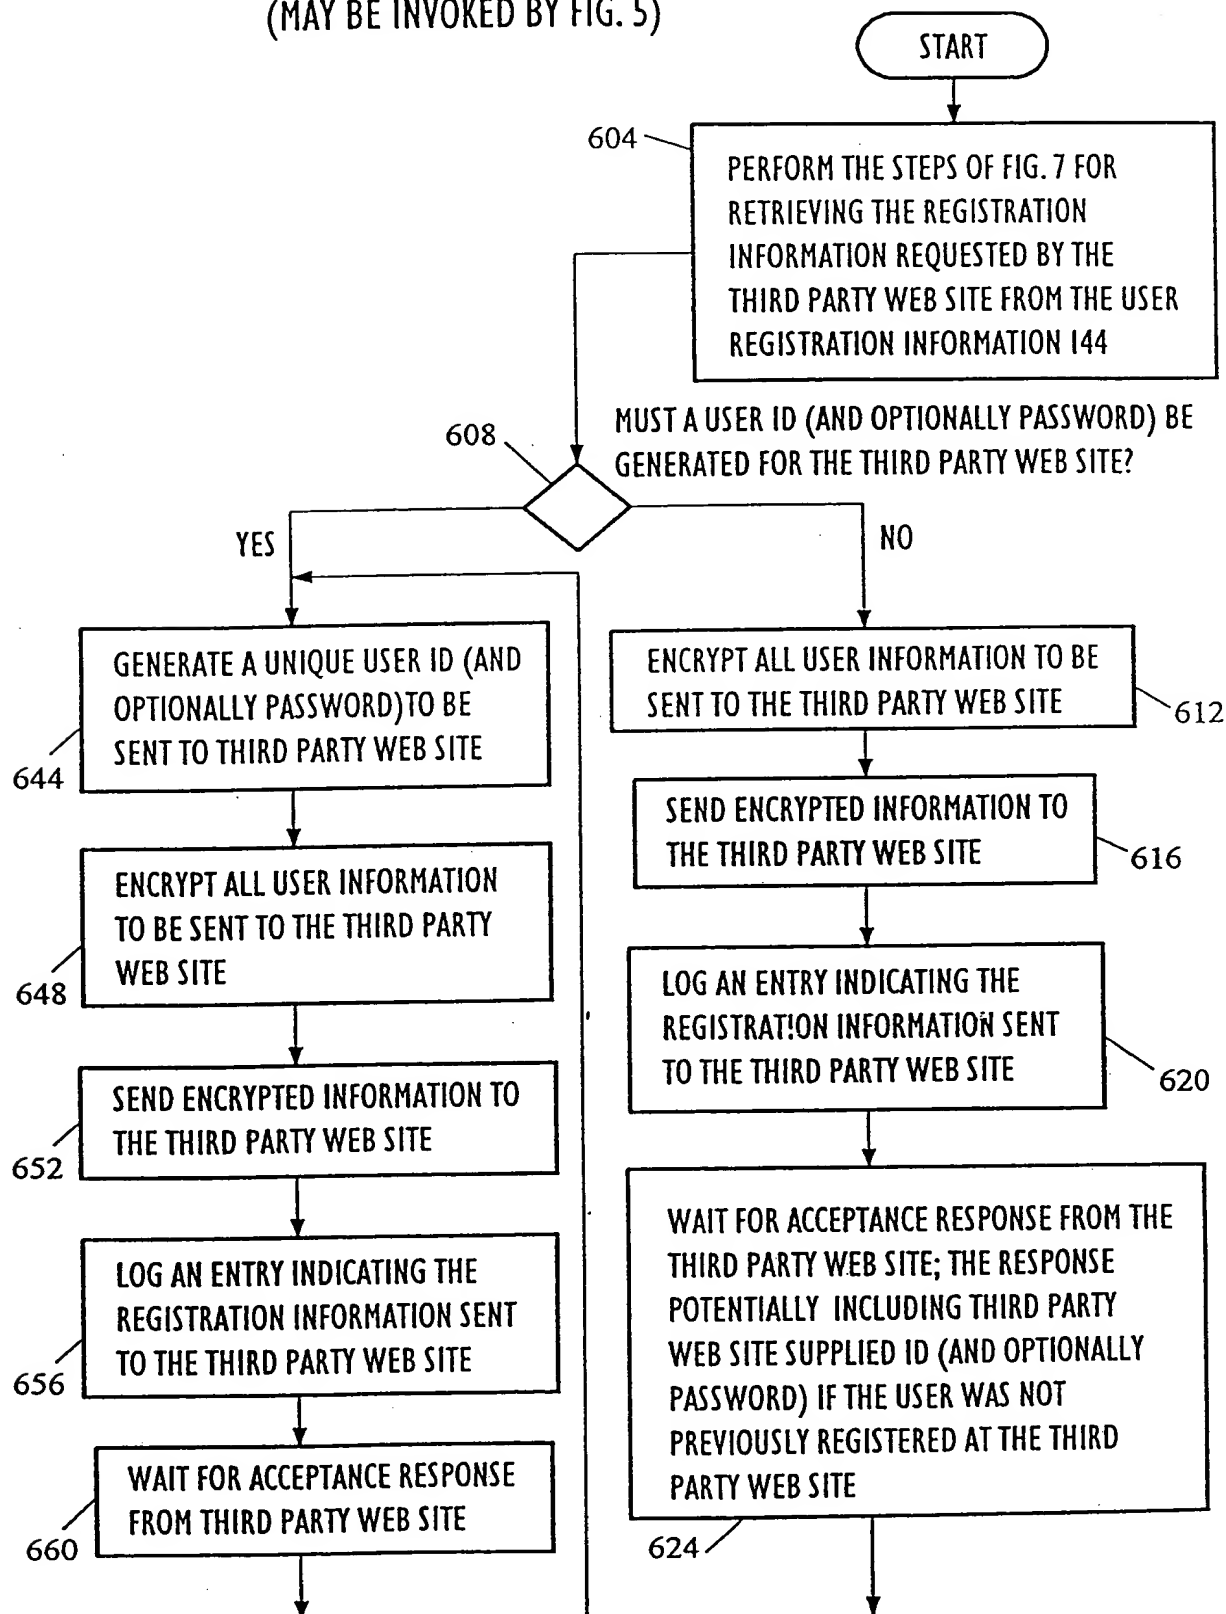 (MAY BE INVOKED BY FIG. 5)
START
604
PERFORM THE STEPS OF FIG. 7 FOR
RETRIEVING THE REGISTRATION
INFORMATION REQUESTED BY THE
THIRD PARTY WEB SITE FROM THE USER
REGISTRATION INFORMATION 144
608
MUST A USER ID (AND OPTIONALLY PASSWORD) BE
GENERATED FOR THE THIRD PARTY WEB SITE?
YES
NO
GENERATE A UNIQUE USER ID (AND
OPTIONALLY PASSWORD)TO BE
SENT TO THIRD PARTY WEB SITE
644
ENCRYPT ALL USER INFORMATION
TO BE SENT TO THE THIRD PARTY
WEB SITE
648
SEND ENCRYPTED INFORMATION TO
THE THIRD PARTY WEB SITE
652
LOG AN ENTRY INDICATING THE
REGISTRATION INFORMATION SENT
TO THE THIRD PARTY WEB SITE
656
WAIT FOR ACCEPTANCE RESPONSE
FROM THIRD PARTY WEB SITE
660
ENCRYPT ALL USER INFORMATION TO BE
SENT TO THE THIRD PARTY WEB SITE
612
SEND ENCRYPTED INFORMATION TO
THE THIRD PARTY WEB SITE
616
LOG AN ENTRY INDICATING THE
REGISTRATION INFORMATION SENT
TO THE THIRD PARTY WEB SITE
620
WAIT FOR ACCEPTANCE RESPONSE FROM THE
THIRD PARTY WEB SITE; THE RESPONSE
POTENTIALLY INCLUDING THIRD PARTY
WEB SITE SUPPLIED ID (AND OPTIONALLY
PASSWORD) IF THE USER WAS NOT
PREVIOUSLY REGISTERED AT THE THIRD
PARTY WEB SITE
624